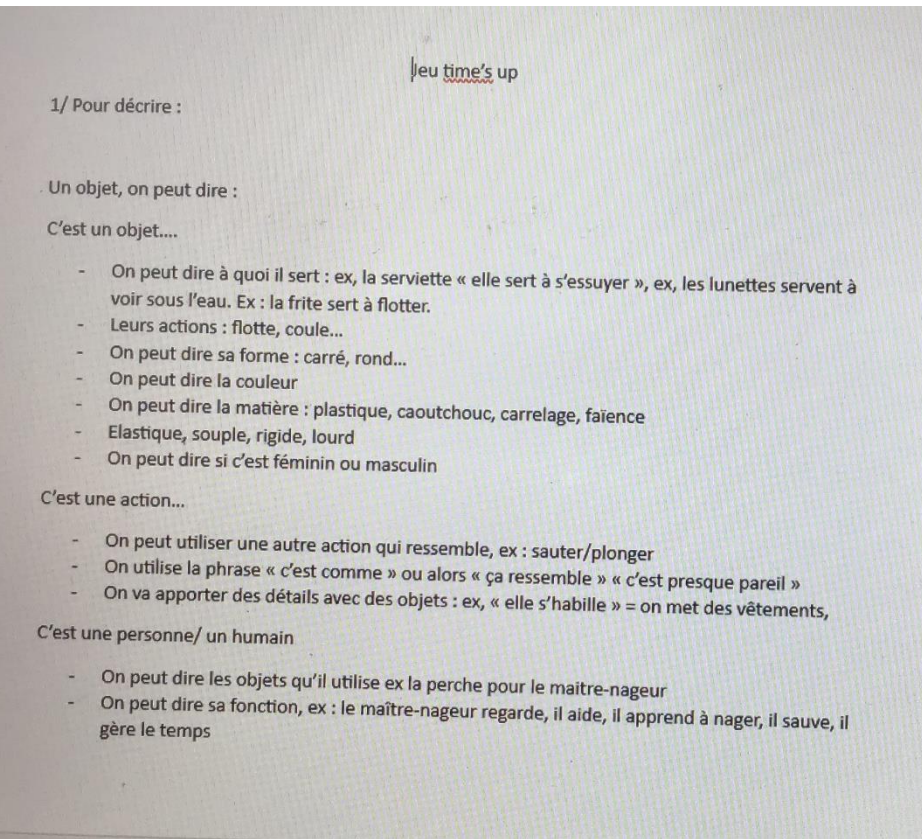 Jeu time's up
1/ Pour décrire :
Un objet, on peut dire :
C'est un objet....
- On peut dire à quoi il sert : ex, la serviette « elle sert à s'essuyer », ex, les lunettes servent à
voir sous l'eau. Ex : la frite sert à flotter.
- Leurs actions : flotte, coule...
- On peut dire sa forme : carré, rond...
- On peut dire la couleur
- On peut dire la matière : plastique, caoutchouc, carrelage, faïence
- Elastique, souple, rigide, lourd
- On peut dire si c'est féminin ou masculin
C'est une action...
- On peut utiliser une autre action qui ressemble, ex : sauter/plonger
- On utilise la phrase « c'est comme » ou alors « ça ressemble » « c'est presque pareil »
- On va apporter des détails avec des objets : ex, « elle s'habille » = on met des vêtements,
C'est une personne/ un humain
- On peut dire les objets qu'il utilise ex la perche pour le maitre-nageur
- On peut dire sa fonction, ex : le maître-nageur regarde, il aide, il apprend à nager, il sauve, il
gère le temps